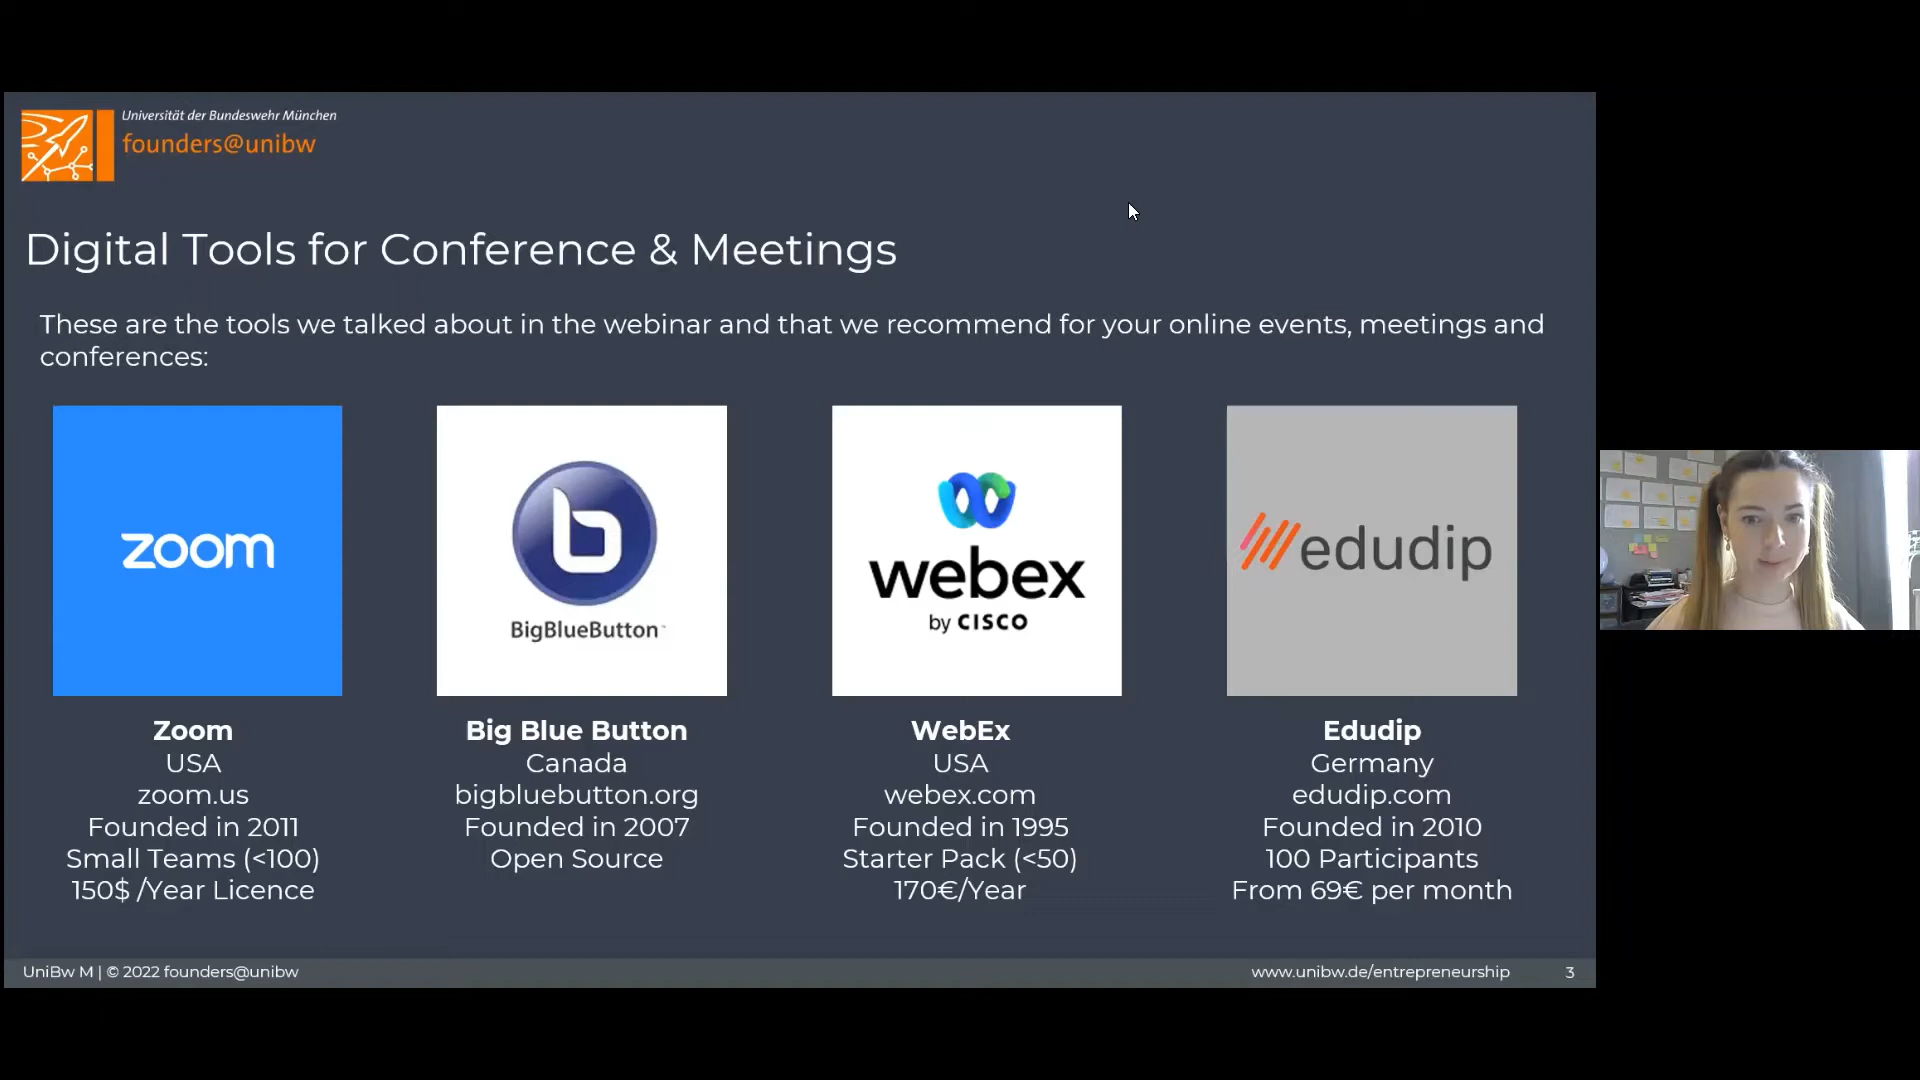 Universität der Bundeswehr München
founders@unibw
Digital Tools for Conference & Meetings
These are the tools we talked about in the webinar and that we recommend for your online events, meetings and
conferences:
zoom
BigBlueButton™
webex
by CISCO
edudip
Zoom
USA
zoom.us
Founded in 2011
Small Teams (<100)
150$ /Year Licence
Big Blue Button
Canada
bigbluebutton.org
Founded in 2007
Open Source
WebEx
USA
webex.com
Founded in 1995
Starter Pack (<50)
170€/Year
Edudip
Germany
edudip.com
Founded in 2010
100 Participants
From 69€ per month
UniBw M | © 2022 founders@unibw
www.unibw.de/entrepreneurship
3